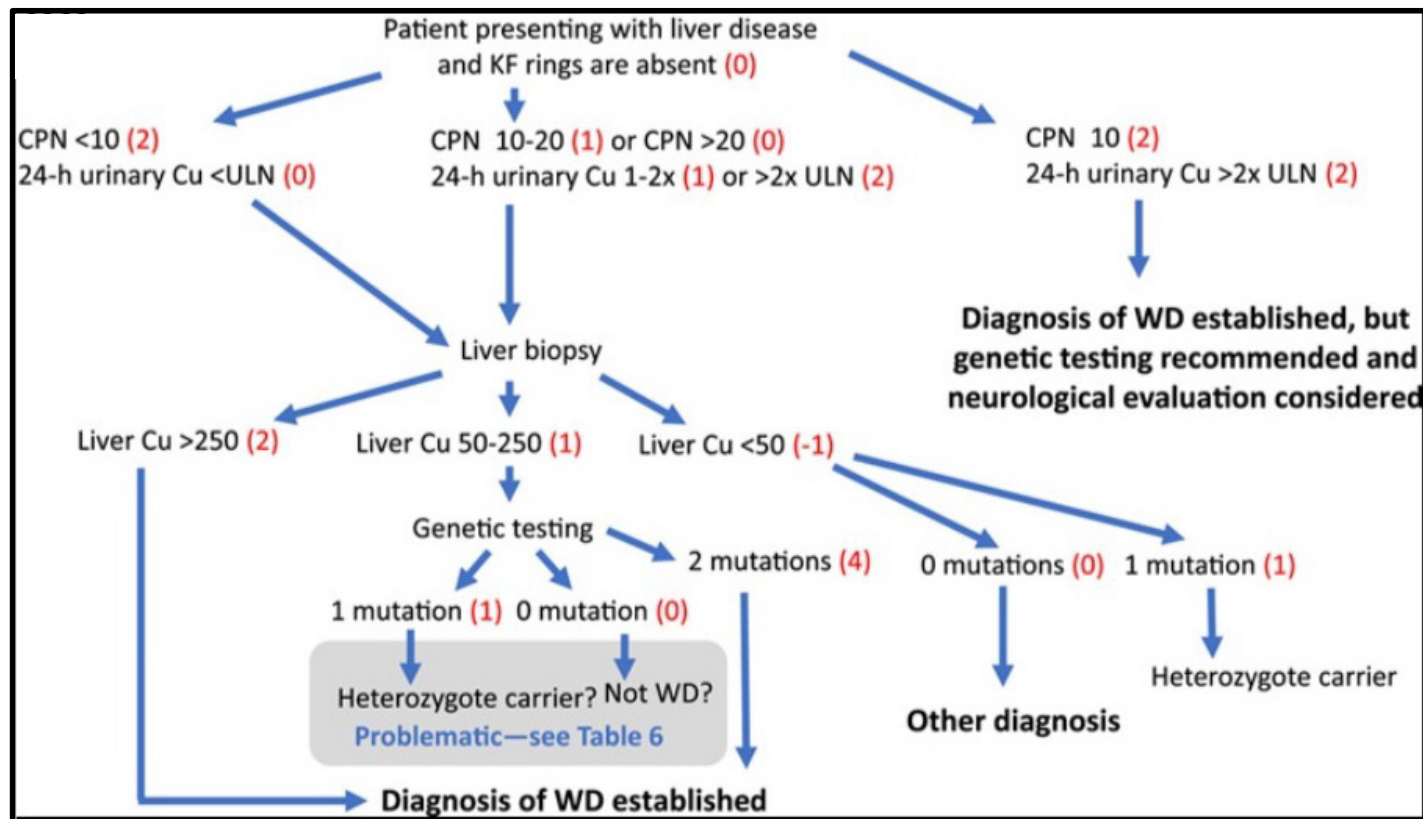 Patient presenting with liver disease
and KF rings are absent (0)
CPN <10 (2)
24-h urinary Cu <ULN (0)
CPN 10-20 (1) or CPN >20 (0)
24-h urinary Cu 1-2x (1) or >2x ULN (2)
CPN 10 (2)
24-h urinary Cu >2x ULN (2)
Diagnosis of WD established, but
genetic testing recommended and
neurological evaluation considered
Liver biopsy
Liver Cu >250 (2)
Liver Cu 50-250 (1)
Liver Cu <50 (-1)
Genetic testing
2 mutations (4)
0 mutations (0)
1 mutation (1)
1 mutation (1)
0 mutation (0)
Heterozygote carrier?
Not WD?
Problematic—see Table 6
Heterozygote carrier
Other diagnosis
Diagnosis of WD established